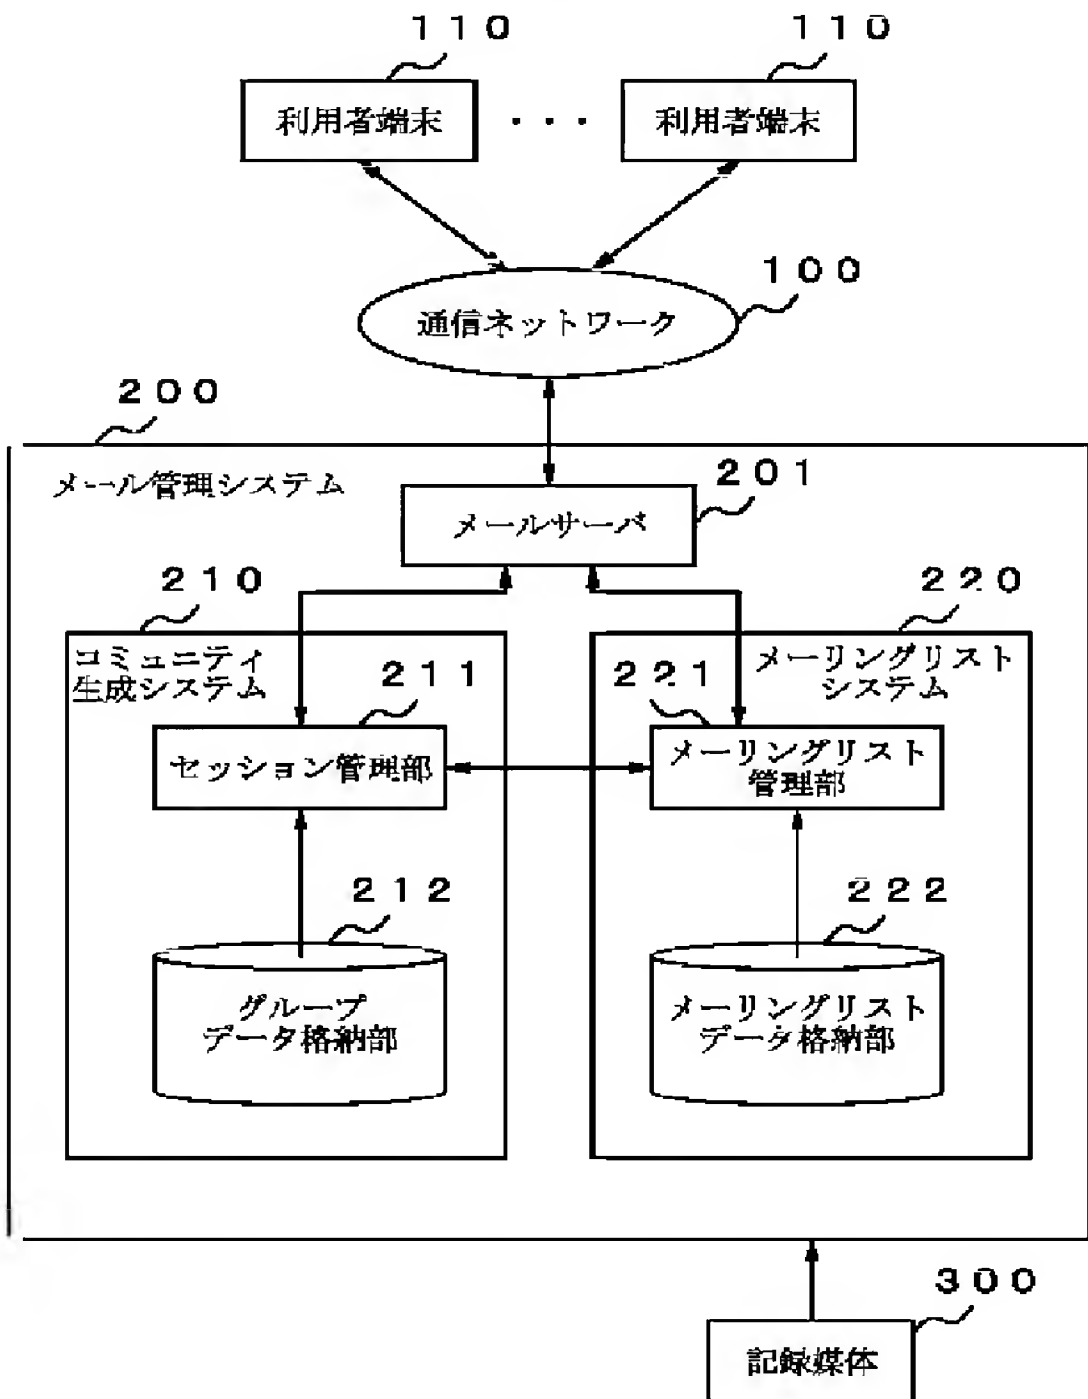 １１０
１１０
利用者端末
・・・
利用者端末
１００
通信ネットワーク
２００
メール管理システム
２０１
メールサーバ
２１０
２２０
コミュニティ
生成システム
メーリングリスト
システム
２１１
２２１
セッション管理部
メーリングリスト
管理部
２１２
２２２
グループ
データ格納部
メーリングリスト
データ格納部
３００
記録媒体